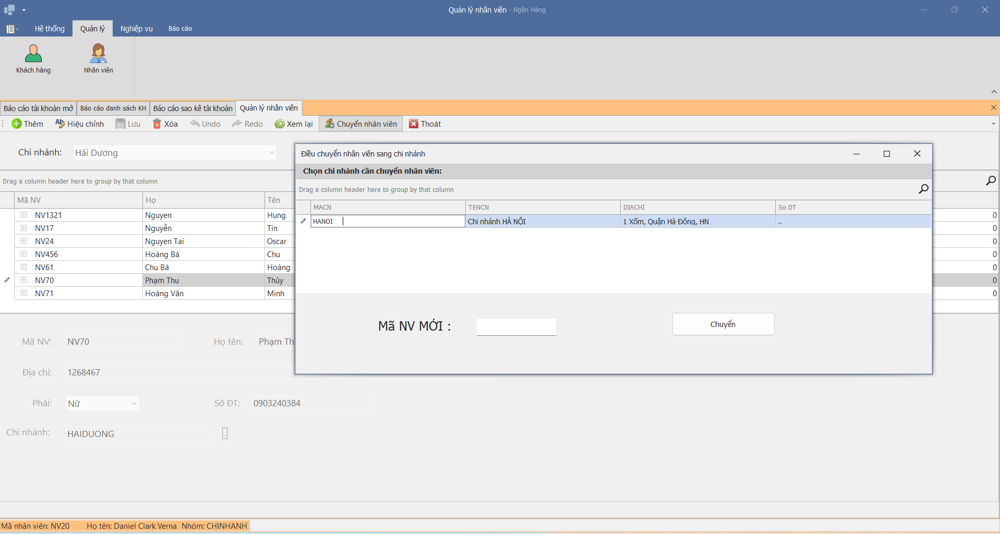 Quản lý nhân viên - Ngân Hàng
Hệ thống Quản lý Nghiệp vụ Báo cáo
Khách hàng Nhân viên
Báo cáo tài khoản mở Báo cáo danh sách KH Báo cáo sao kê tài khoản Quản lý nhân viên
Thêm Hiệu chỉnh Lưu Xóa Undo Redo Xem lại Chuyển nhân viên Thoát
Chi nhánh: Hải Dương
Drag a column header here to group by that column
Mã NV Họ Tên
NV1321 Nguyen Hung 0
NV17 Nguyễn Tin 0
NV24 Nguyen Tai Oscar 0
NV456 Hoàng Bá Chu 0
NV61 Chu Bá Hoàng 0
NV70 Phạm Thu Thủy 0
NV71 Hoàng Văn Minh 0
Điều chuyển nhân viên sang chi nhánh
Chọn chi nhánh cần chuyển nhân viên:
Drag a column header here to group by that column
MACN TENCN DIACHI So DT
HANOI Chi nhánh HÀ NỘI 1 Xốm, Quận Hà Đông, HN ..
Mã NV MỚI : Chuyển
Mã NV: NV70 Họ tên: Phạm Th
Địa chỉ: 1268467
Phái: Nữ Số ĐT: 0903240384
Chi nhánh: HAIDUONG .
Mã nhân viên: NV20 Họ tên: Daniel Clark Verna Nhóm: CHINHANH